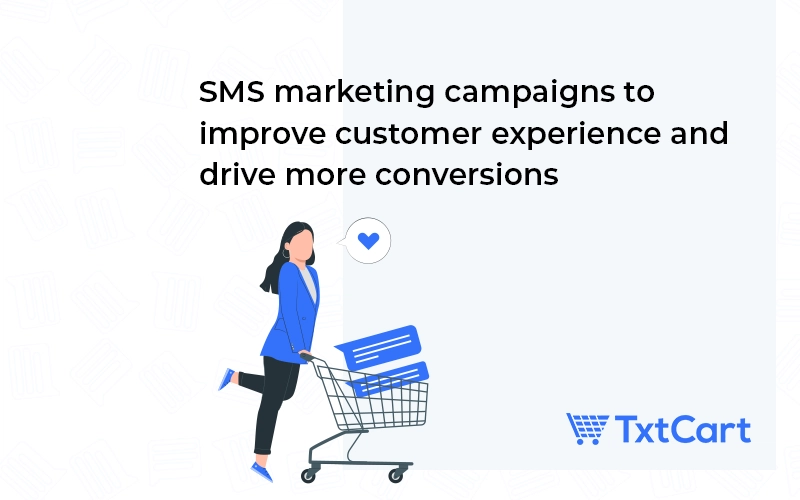 SMS marketing campaigns to
improve customer experience and
drive more conversions
TxtCart